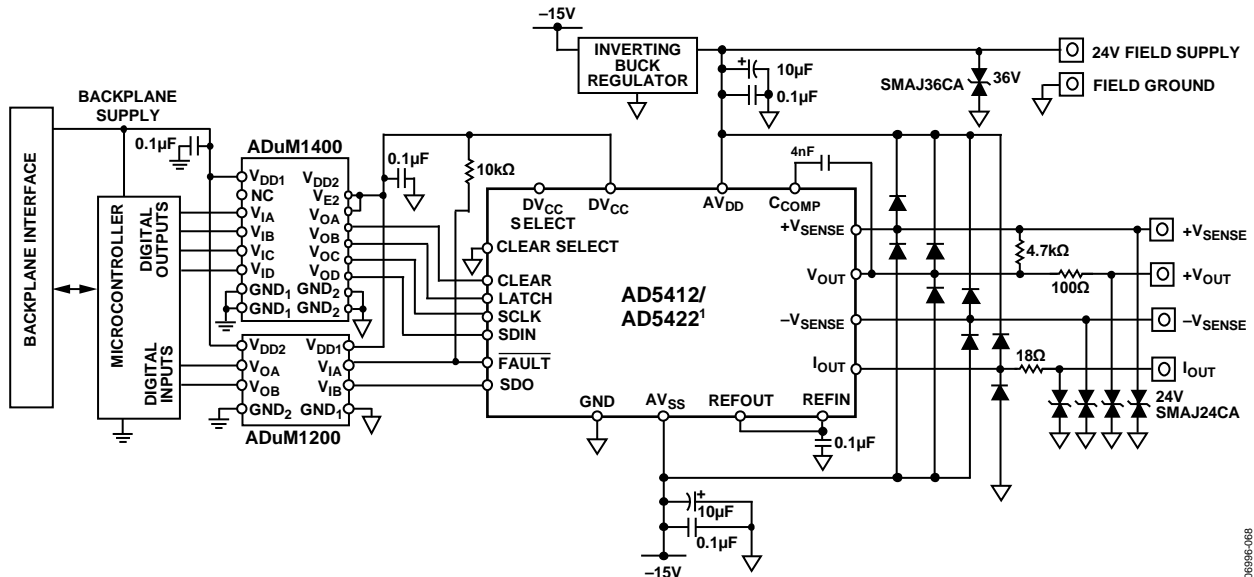 –15V
INVERTING
BUCK
REGULATOR
+
10µF
0.1µF
SMAJ36CA
36V
24V FIELD SUPPLY
FIELD GROUND
BACKPLANE INTERFACE
BACKPLANE
SUPPLY
0.1µF
MICROCONTROLLER
DIGITAL
OUTPUTS
DIGITAL
INPUTS
ADuM1400
VDD1
NC
VIA
VIB
VIC
VID
GND1
GND1
VDD2
VE2
VOA
VOB
VOC
VOD
GND2
GND2
0.1µF
10kΩ
VDD2
VOA
VOB
GND2
VDD1
VIA
VIB
GND1
ADuM1200
4nF
DVCC
SELECT
DVCC
AVDD
CCOMP
CLEAR SELECT
CLEAR
LATCH
SCLK
SDIN
FAULT
SDO
AD5412/
AD5422¹
+VSENSE
VOUT
–VSENSE
IOUT
GND
AVSS
REFOUT
REFIN
0.1µF
+
10µF
0.1µF
–15V
4.7kΩ
100Ω
18Ω
24V
SMAJ24CA
+VSENSE
+VOUT
–VSENSE
IOUT
06996-068